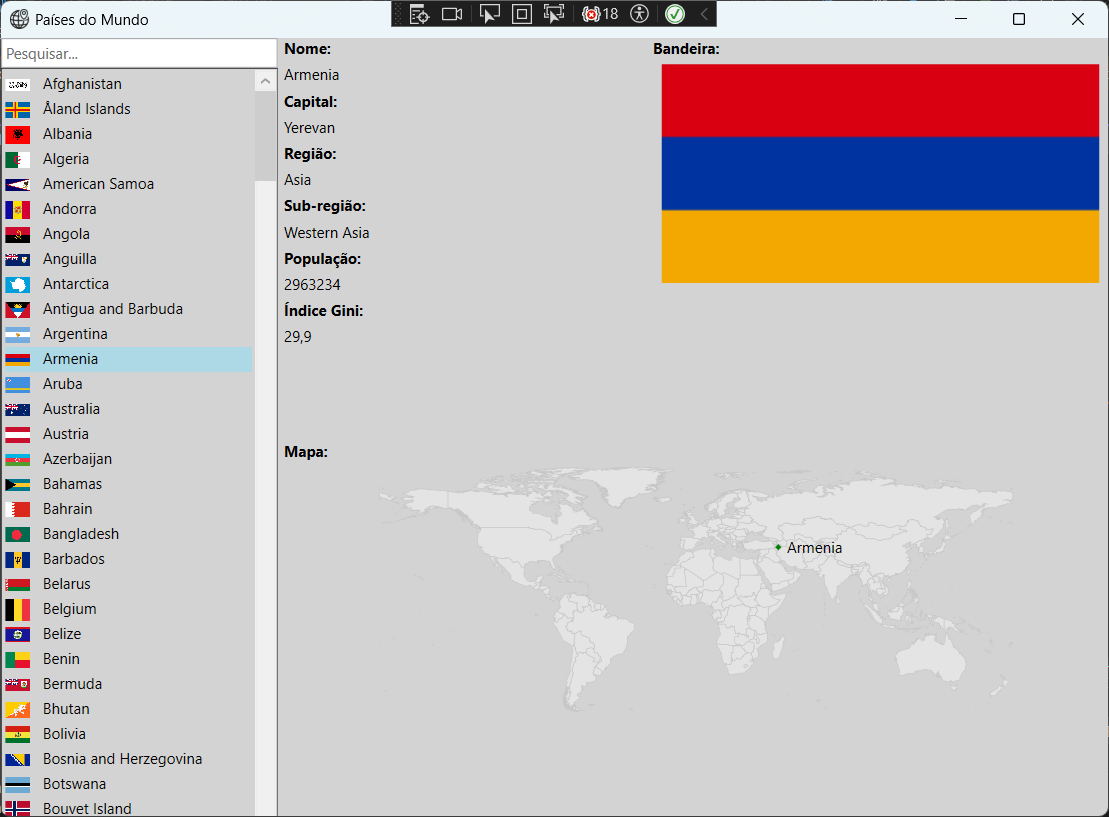 Países do Mundo
18
Pesquisar...
Afghanistan
Åland Islands
Albania
Algeria
American Samoa
Andorra
Angola
Anguilla
Antarctica
Antigua and Barbuda
Argentina
Armenia
Aruba
Australia
Austria
Azerbaijan
Bahamas
Bahrain
Bangladesh
Barbados
Belarus
Belgium
Belize
Benin
Bermuda
Bhutan
Bolivia
Bosnia and Herzegovina
Botswana
Bouvet Island
Nome:
Armenia
Capital:
Yerevan
Região:
Asia
Sub-região:
Western Asia
População:
2963234
Índice Gini:
29,9
Bandeira:
Mapa:
Armenia